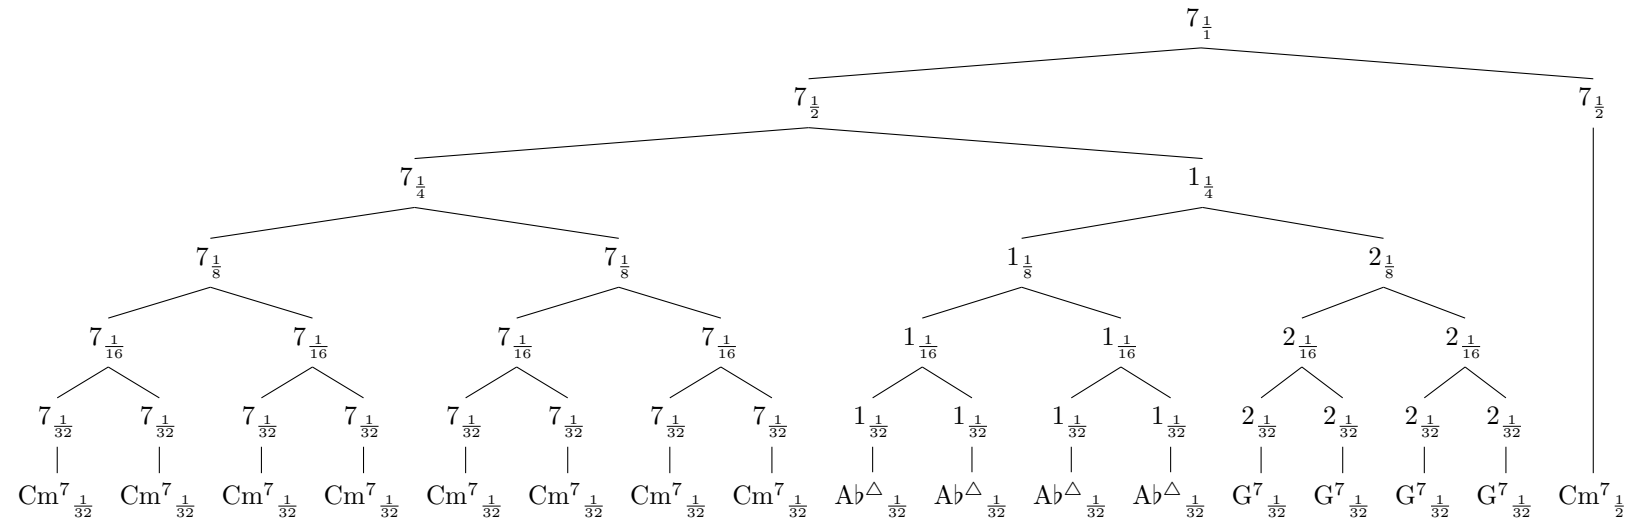 7 1/1
7 1/2 7 1/2
7 1/4 1 1/4
7 1/8 7 1/8 1 1/8 2 1/8
7 1/16 7 1/16 7 1/16 7 1/16 1 1/16 1 1/16 2 1/16 2 1/16
7 1/32 7 1/32 7 1/32 7 1/32 7 1/32 7 1/32 7 1/32 7 1/32 1 1/32 1 1/32 1 1/32 1 1/32 2 1/32 2 1/32 2 1/32 2 1/32
Cm⁷ 1/32 Cm⁷ 1/32 Cm⁷ 1/32 Cm⁷ 1/32 Cm⁷ 1/32 Cm⁷ 1/32 Cm⁷ 1/32 Cm⁷ 1/32 A♭△ 1/32 A♭△ 1/32 A♭△ 1/32 A♭△ 1/32 G⁷ 1/32 G⁷ 1/32 G⁷ 1/32 G⁷ 1/32 Cm⁷ 1/2